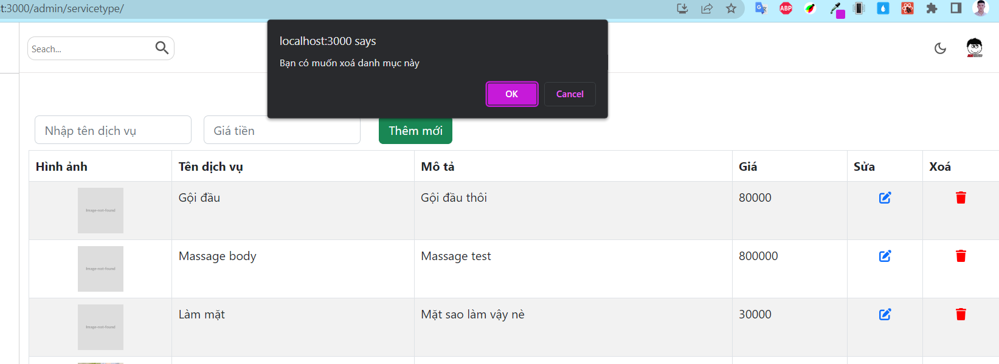 t:3000/admin/servicetype/
ABP
localhost:3000 says
Bạn có muốn xoá danh mục này
OK
Cancel
Seach...
Nhập tên dịch vụ
Giá tiền
Thêm mới
Hình ảnh Tên dịch vụ Mô tả Giá Sửa Xoá
Image-not-found Gội đầu Gội đầu thôi 80000
Image-not-found Massage body Massage test 800000
Image-not-found Làm mặt Mặt sao làm vậy nè 30000